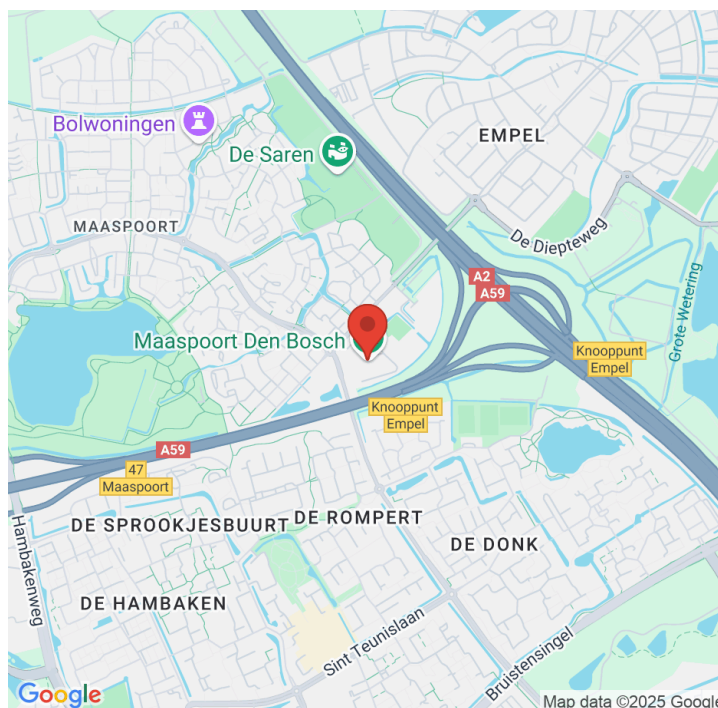 Bolwoningen
EMPEL
De Saren
MAASPOORT
De Diepteweg
A2
A59
Grote Wetering
Maaspoort Den Bosch
Knooppunt
Empel
Knooppunt
Empel
A59
47
Maaspoort
Hambakenweg
DE SPROOKJESBUURT
DE ROMPERT
DE DONK
DE HAMBAKEN
Sint Teunislaan
Bruistensingel
Google
Map data ©2025 Google